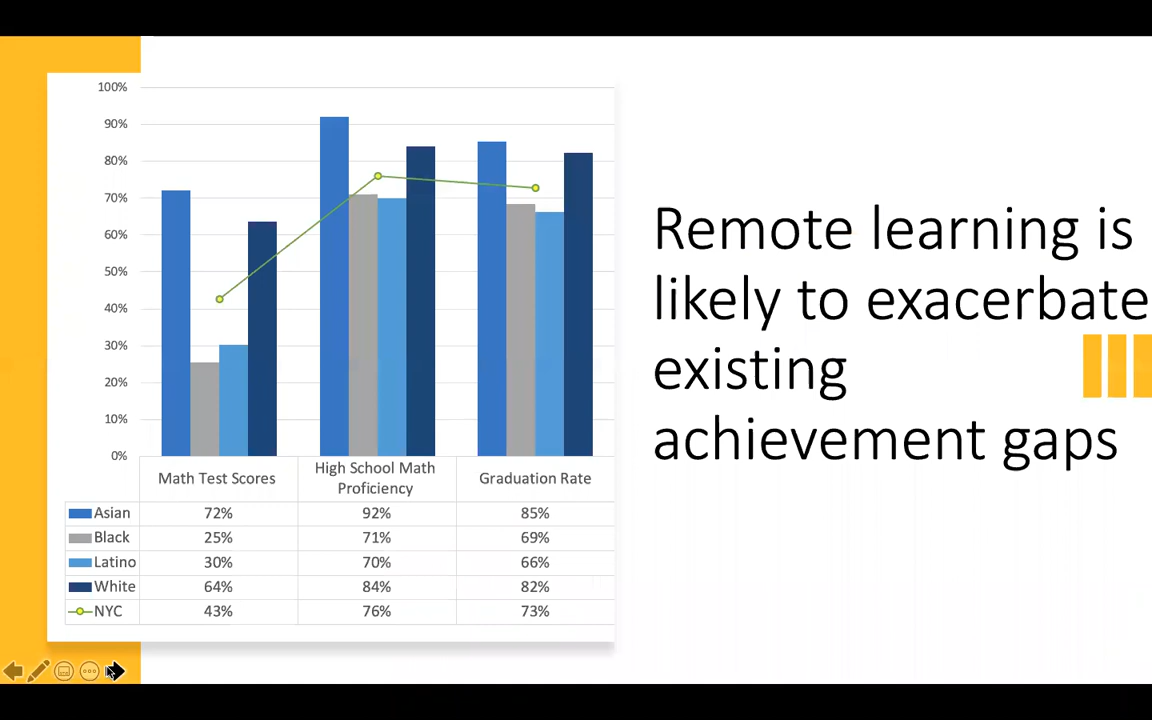 100%
90%
80%
70%
60%
50%
40%
30%
20%
10%
0%
Math Test Scores
High School Math
Proficiency
Graduation Rate
Asian 72% 92% 85%
Black 25% 71% 69%
Latino 30% 70% 66%
White 64% 84% 82%
NYC 43% 76% 73%
Remote learning is
likely to exacerbate
existing
achievement gaps